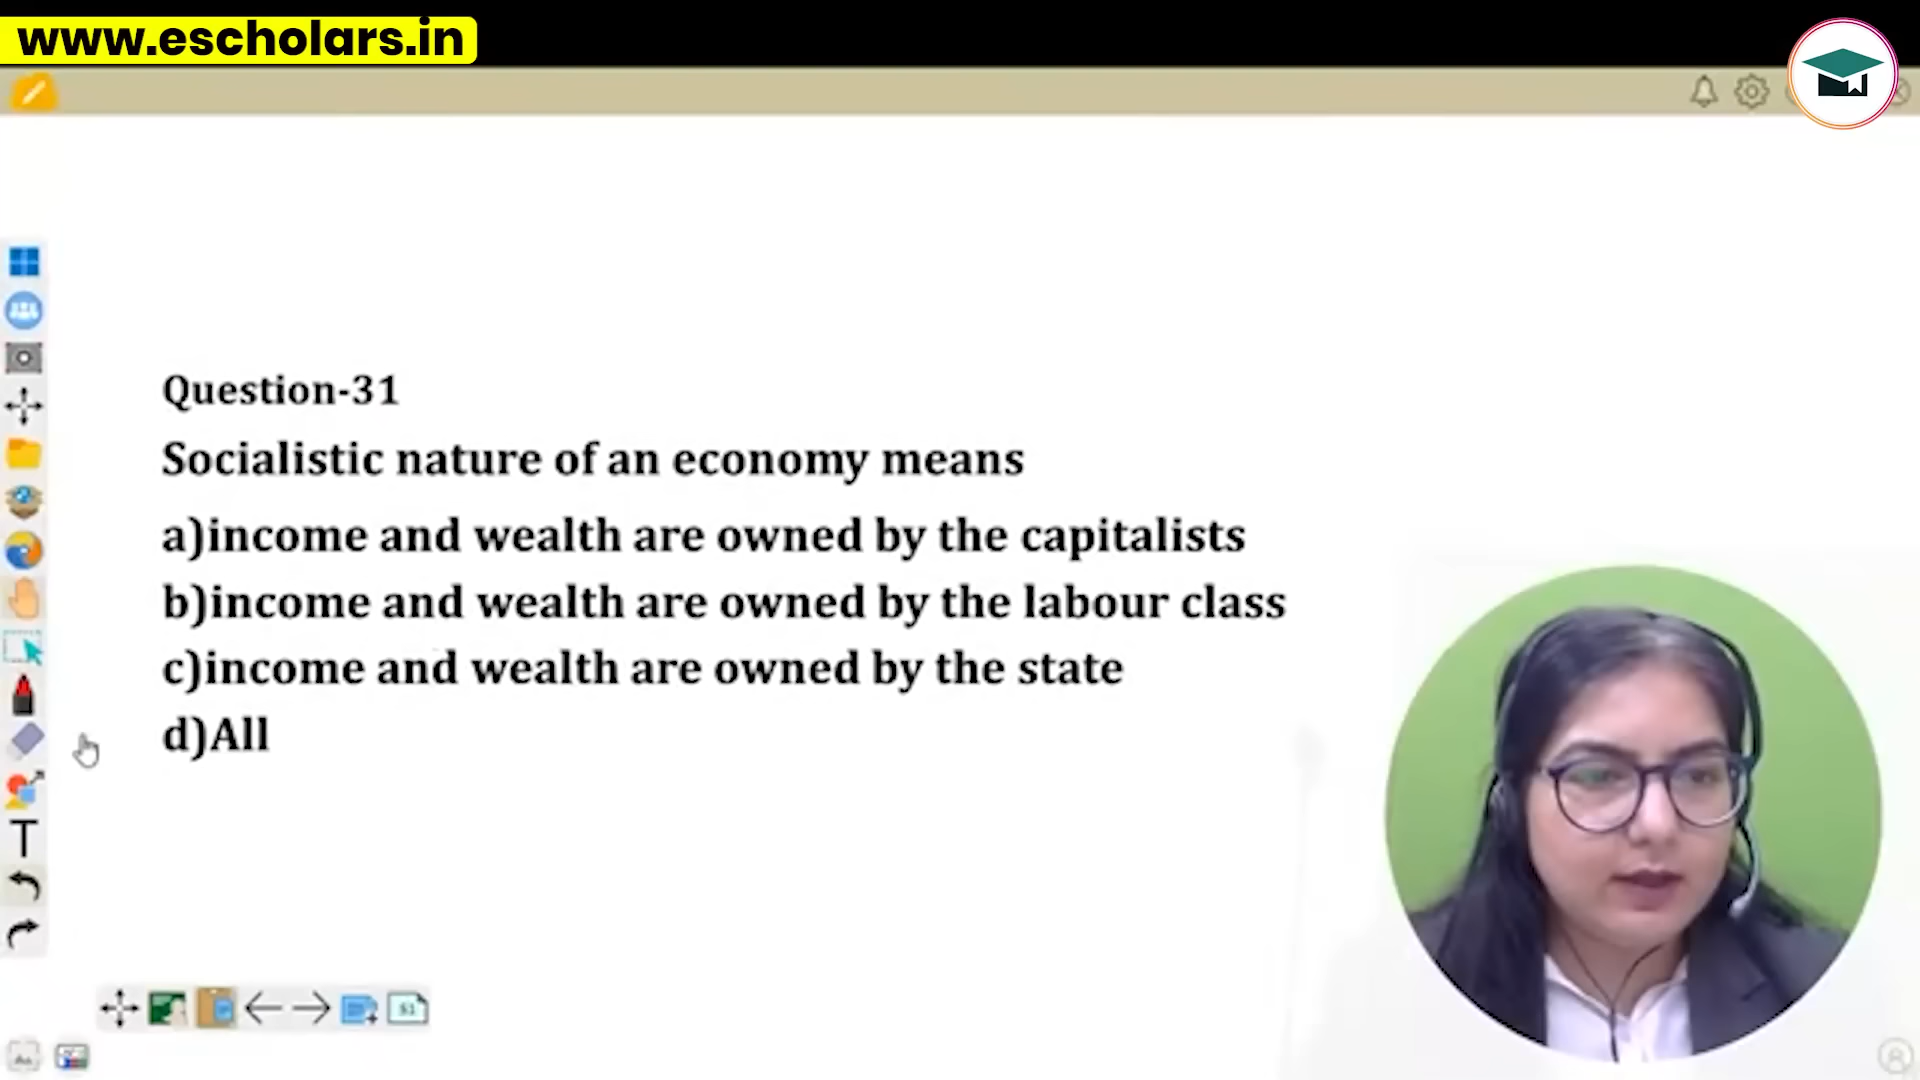 www.escholars.in
Question-31
Socialistic nature of an economy means
a)income and wealth are owned by the capitalists
b)income and wealth are owned by the labour class
c)income and wealth are owned by the state
d)All
T
51